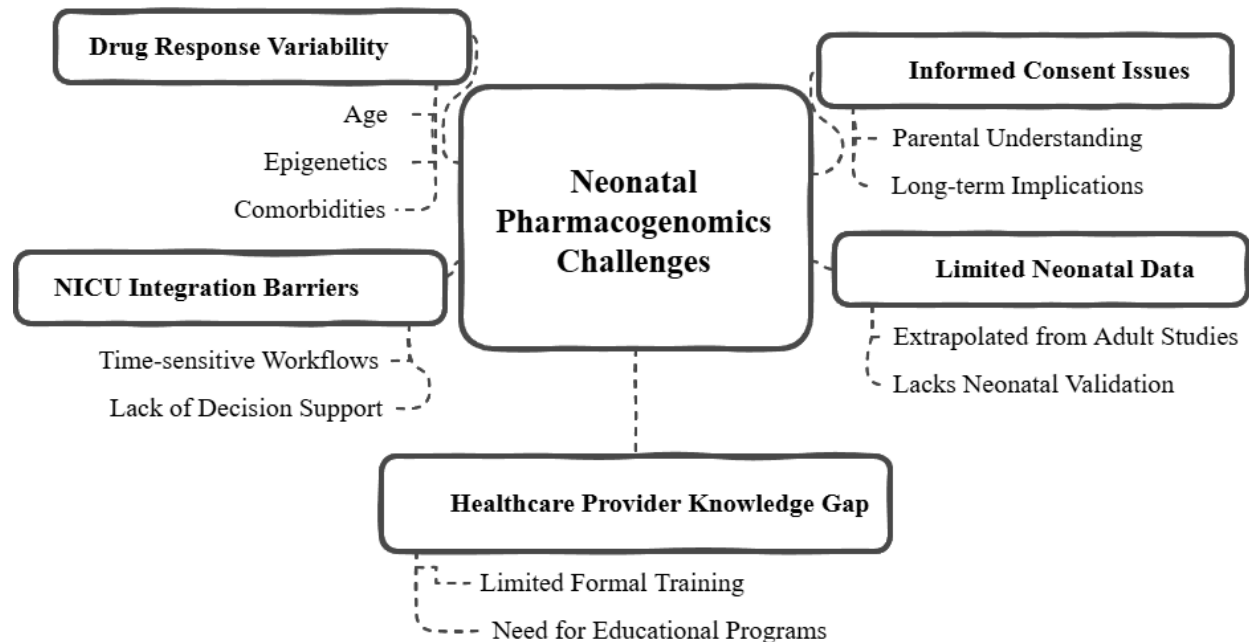 Drug Response Variability
Age
Epigenetics
Comorbidities
NICU Integration Barriers
Time-sensitive Workflows
Lack of Decision Support
Neonatal
Pharmacogenomics
Challenges
Informed Consent Issues
Parental Understanding
Long-term Implications
Limited Neonatal Data
Extrapolated from Adult Studies
Lacks Neonatal Validation
Healthcare Provider Knowledge Gap
Limited Formal Training
Need for Educational Programs